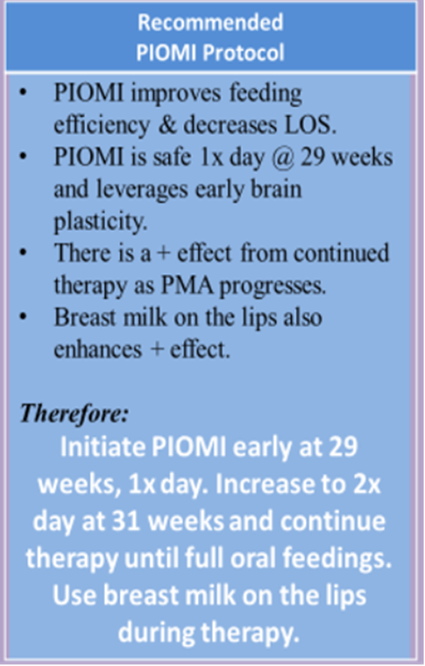 Recommended
PIOMI Protocol
• PIOMI improves feeding
efficiency & decreases LOS.
• PIOMI is safe 1x day @ 29 weeks
and leverages early brain
plasticity.
• There is a + effect from continued
therapy as PMA progresses.
• Breast milk on the lips also
enhances + effect.
Therefore:
Initiate PIOMI early at 29
weeks, 1x day. Increase to 2x
day at 31 weeks and continue
therapy until full oral feedings.
Use breast milk on the lips
during therapy.